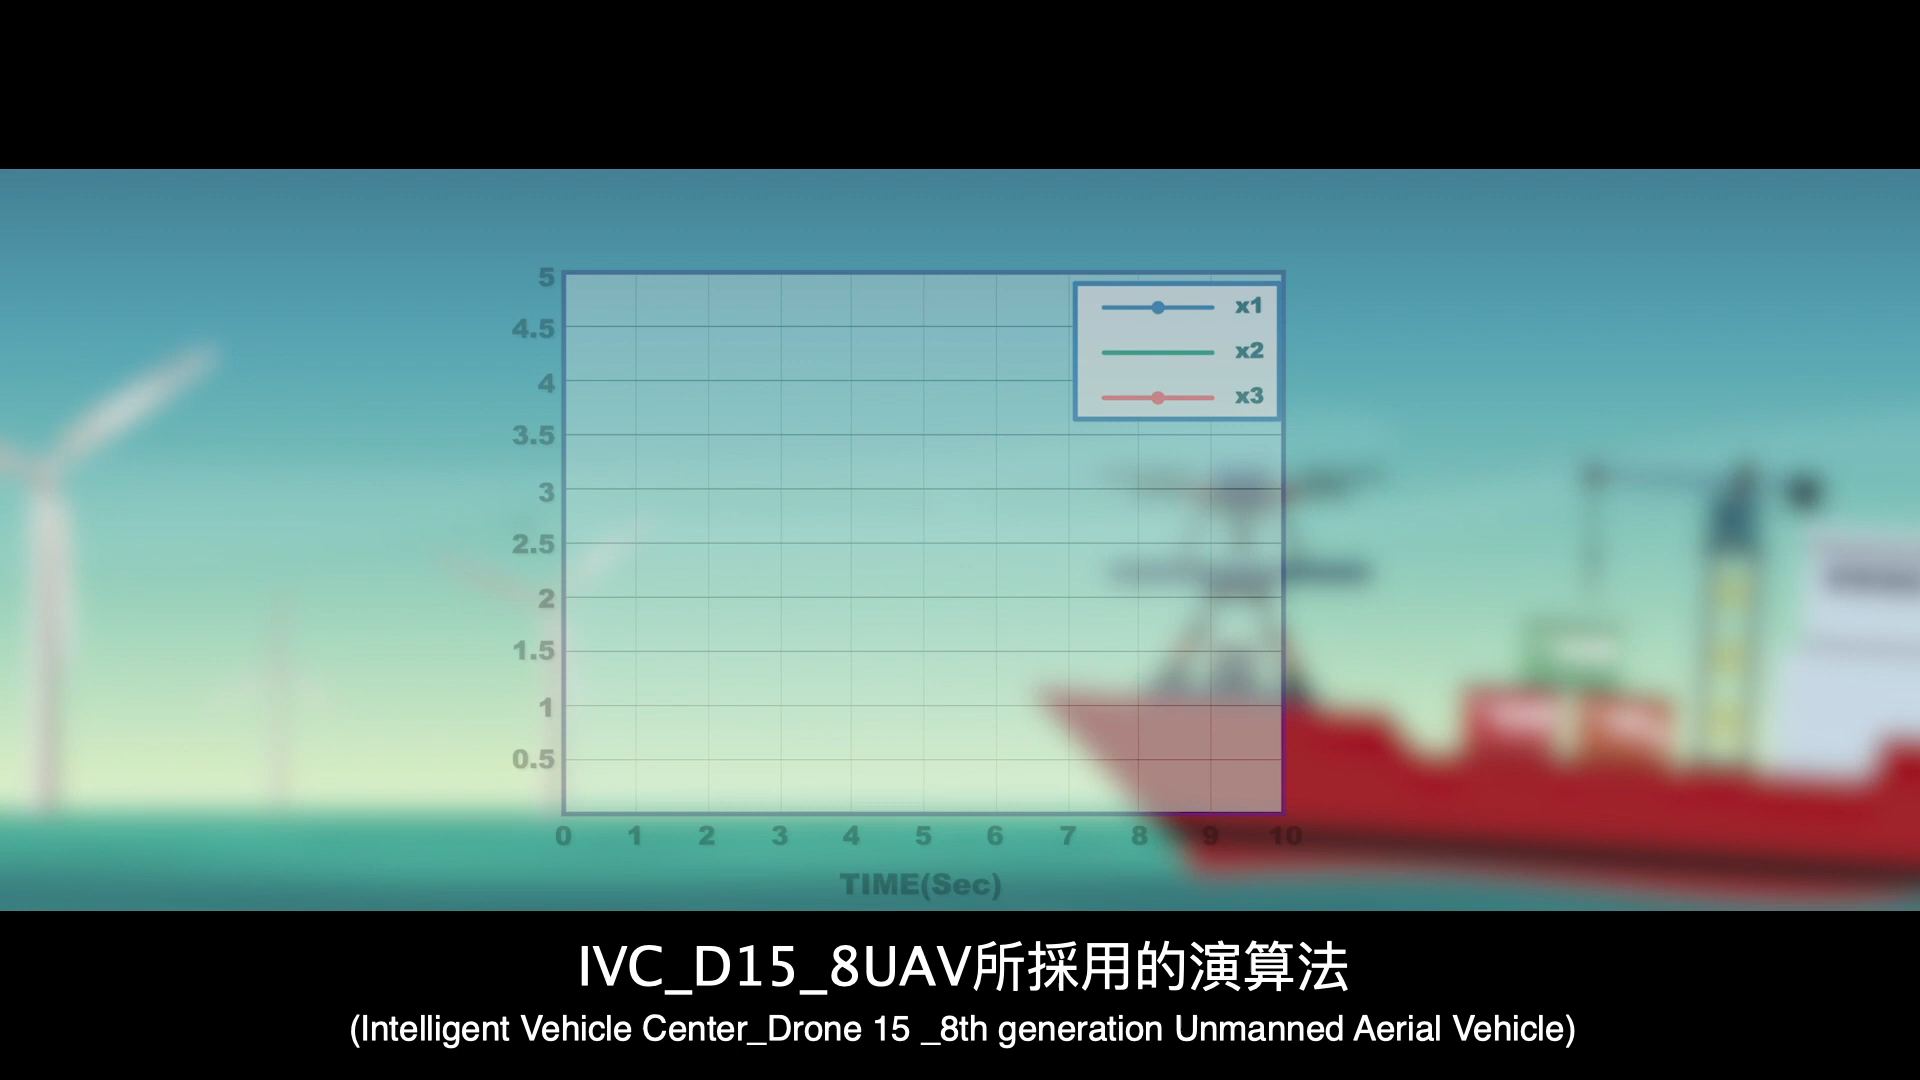 5
4.5
4
3.5
3
2.5
2
1.5
1
0.5
x1
x2
x3
0 1 2 3 4 5 6 7 8 9 10
TIME(Sec)
IVC_D15_8UAV所採用的演算法
(Intelligent Vehicle Center_Drone 15 _8th generation Unmanned Aerial Vehicle)